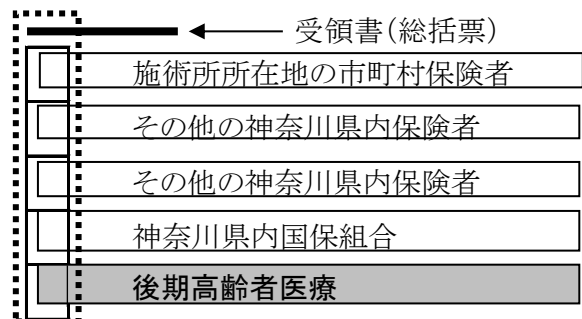 受領書(総括票)
施術所所在地の市町村保険者
その他の神奈川県内保険者
その他の神奈川県内保険者
神奈川県内国保組合
後期高齢者医療